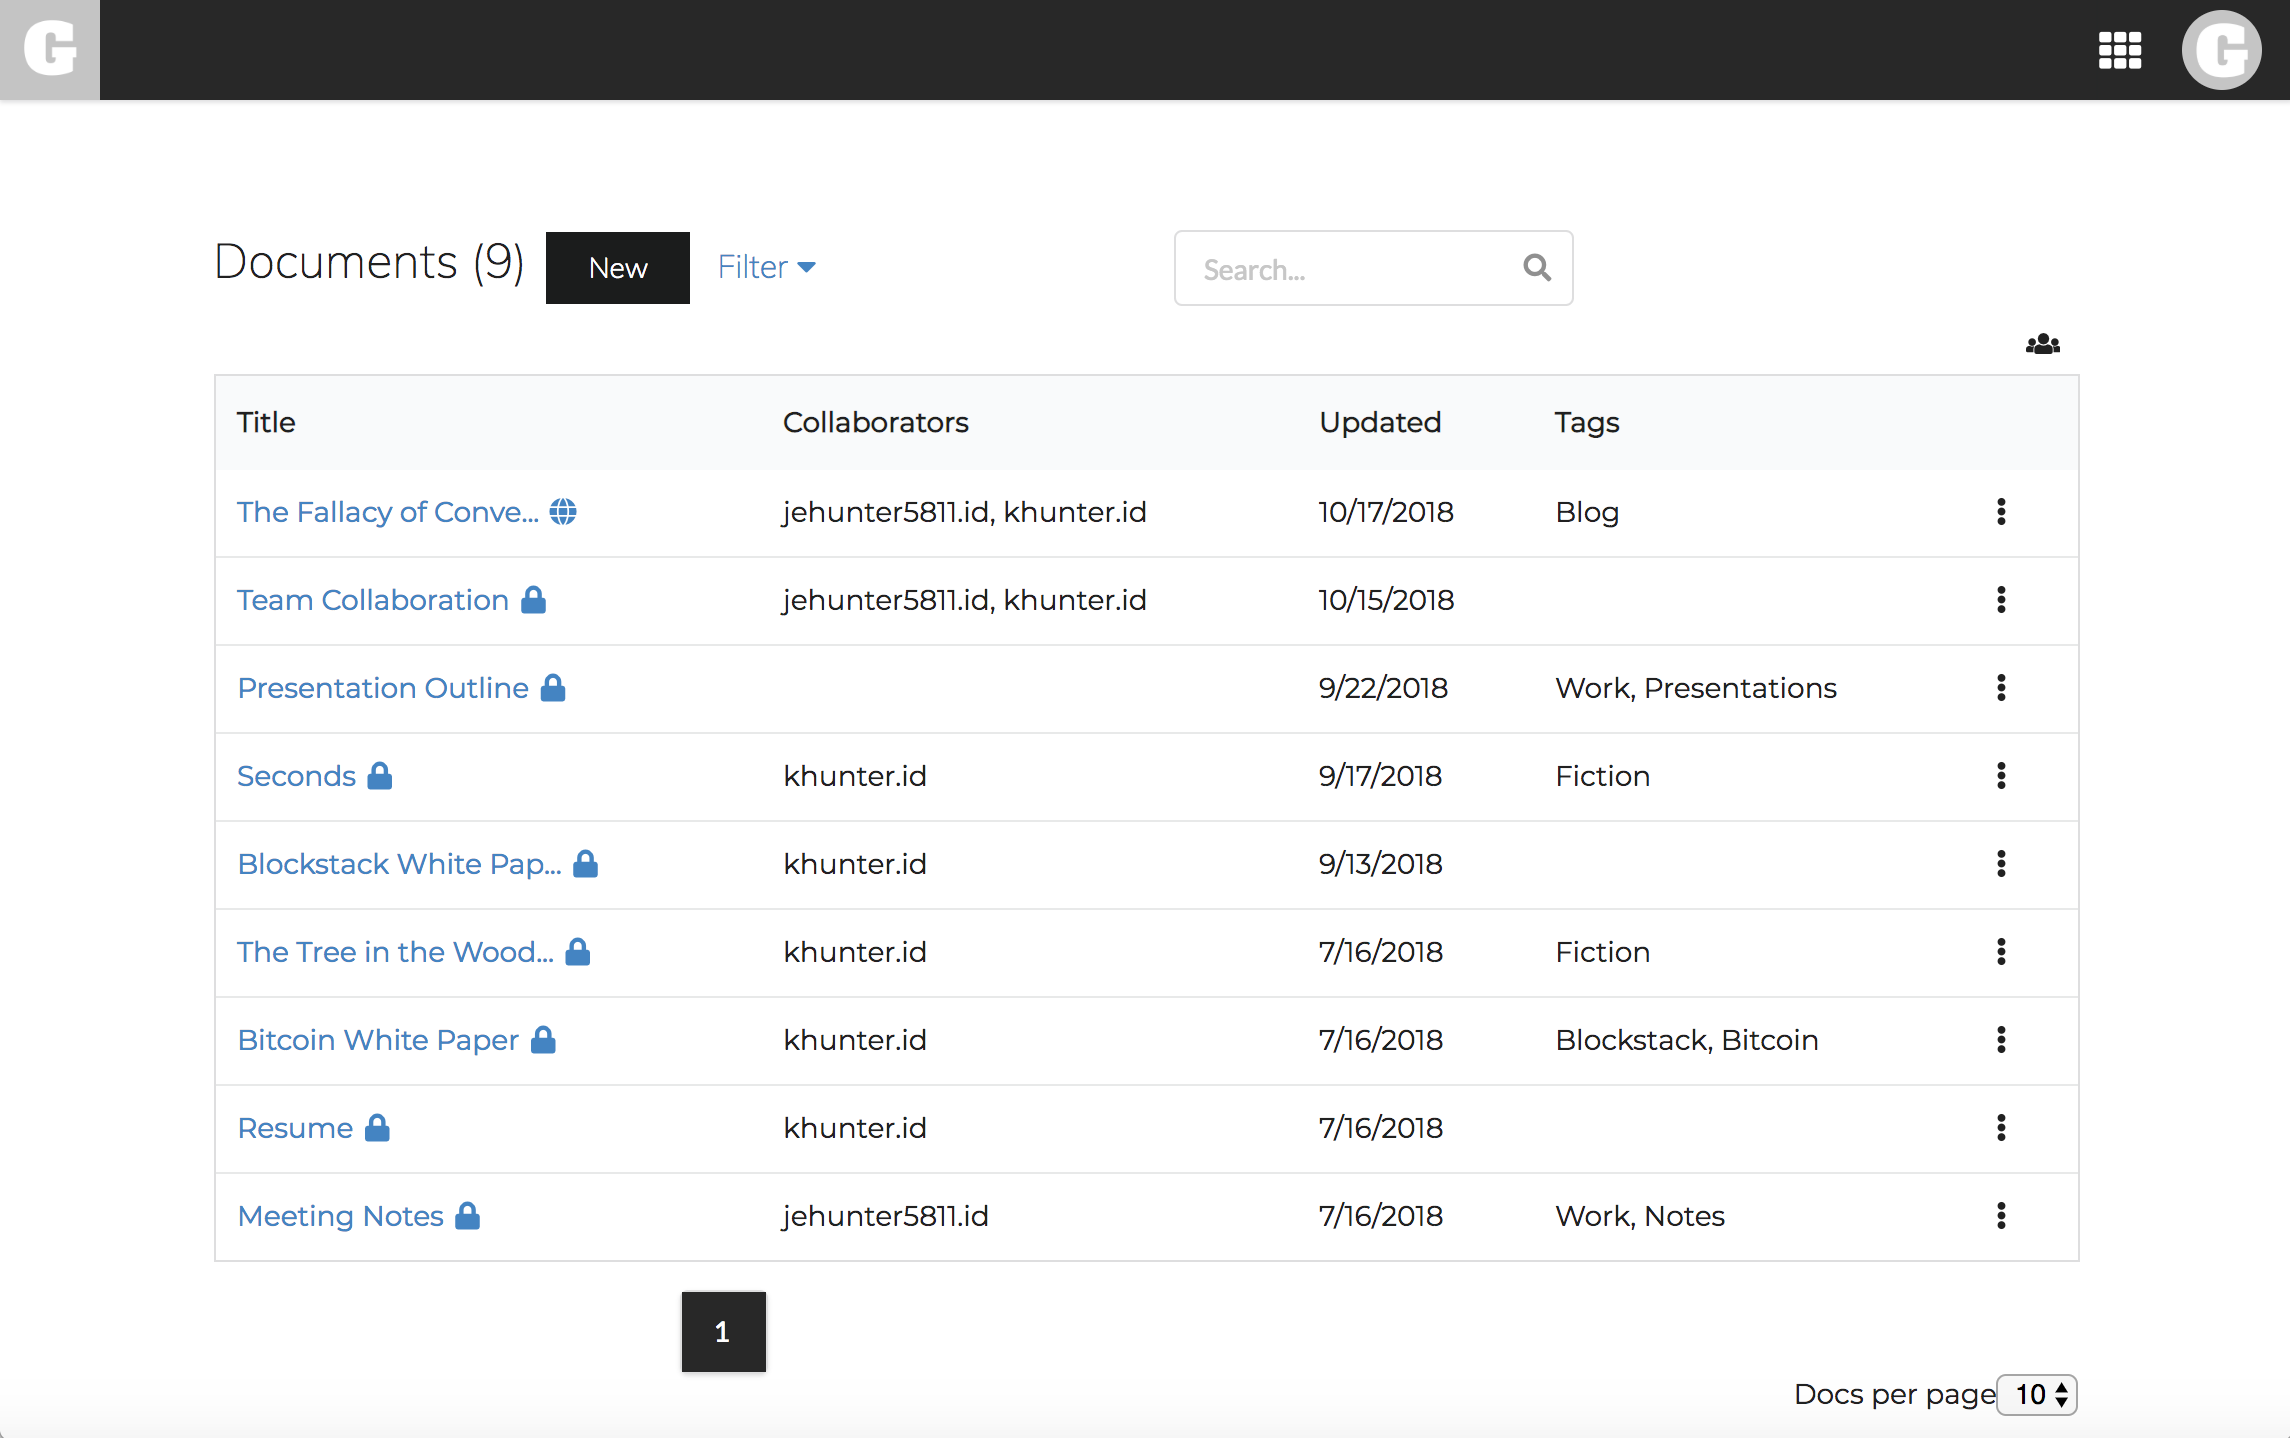 G
G
Documents (9) New Filter Search...
Title Collaborators Updated Tags
The Fallacy of Conve... jehunter5811.id, khunter.id 10/17/2018 Blog
Team Collaboration jehunter5811.id, khunter.id 10/15/2018
Presentation Outline 9/22/2018 Work, Presentations
Seconds khunter.id 9/17/2018 Fiction
Blockstack White Pap... khunter.id 9/13/2018
The Tree in the Wood... khunter.id 7/16/2018 Fiction
Bitcoin White Paper khunter.id 7/16/2018 Blockstack, Bitcoin
Resume khunter.id 7/16/2018
Meeting Notes jehunter5811.id 7/16/2018 Work, Notes
1
Docs per page 10